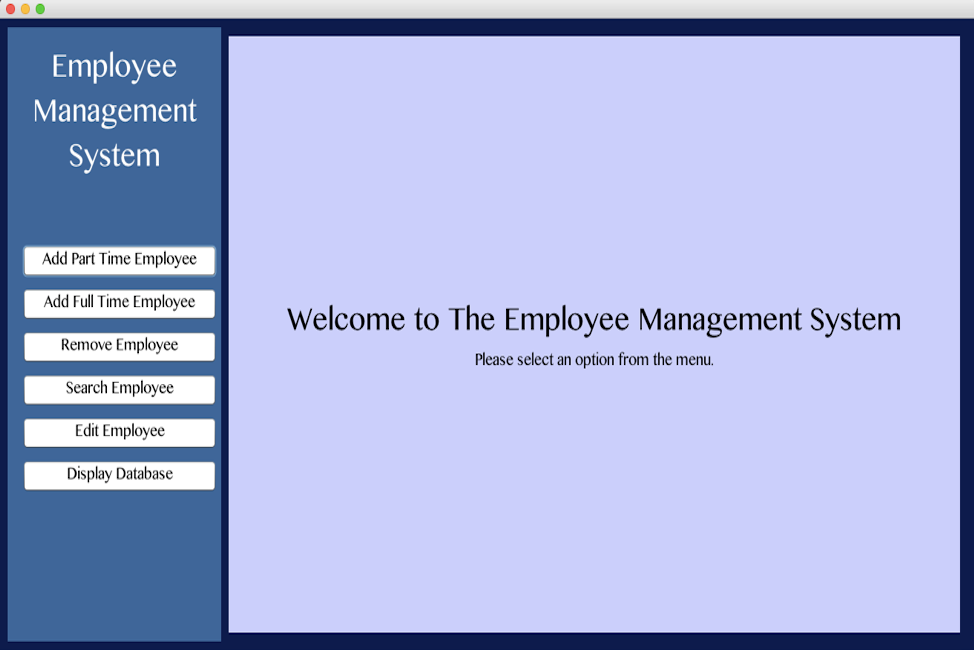 Employee
Management
System
Add Part Time Employee
Add Full Time Employee
Remove Employee
Search Employee
Edit Employee
Display Database
Welcome to The Employee Management System
Please select an option from the menu.